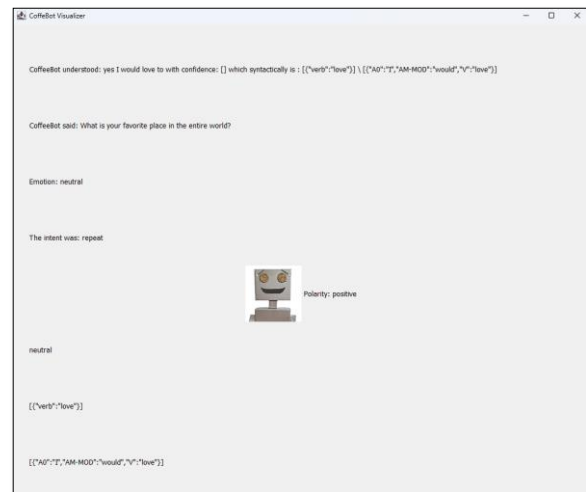 CoffeBot Visualizer
CoffeeBot understood: yes I would love to with confidence: [] which syntactically is : [{"verb":"love"}] \ [{"A0":"I","AM-MOD":"would","V":"love"}]
CoffeeBot said: What is your favorite place in the entire world?
Emotion: neutral
The intent was: repeat
Polarity: positive
neutral
[{"verb":"love"}]
[{"A0":"I","AM-MOD":"would","V":"love"}]